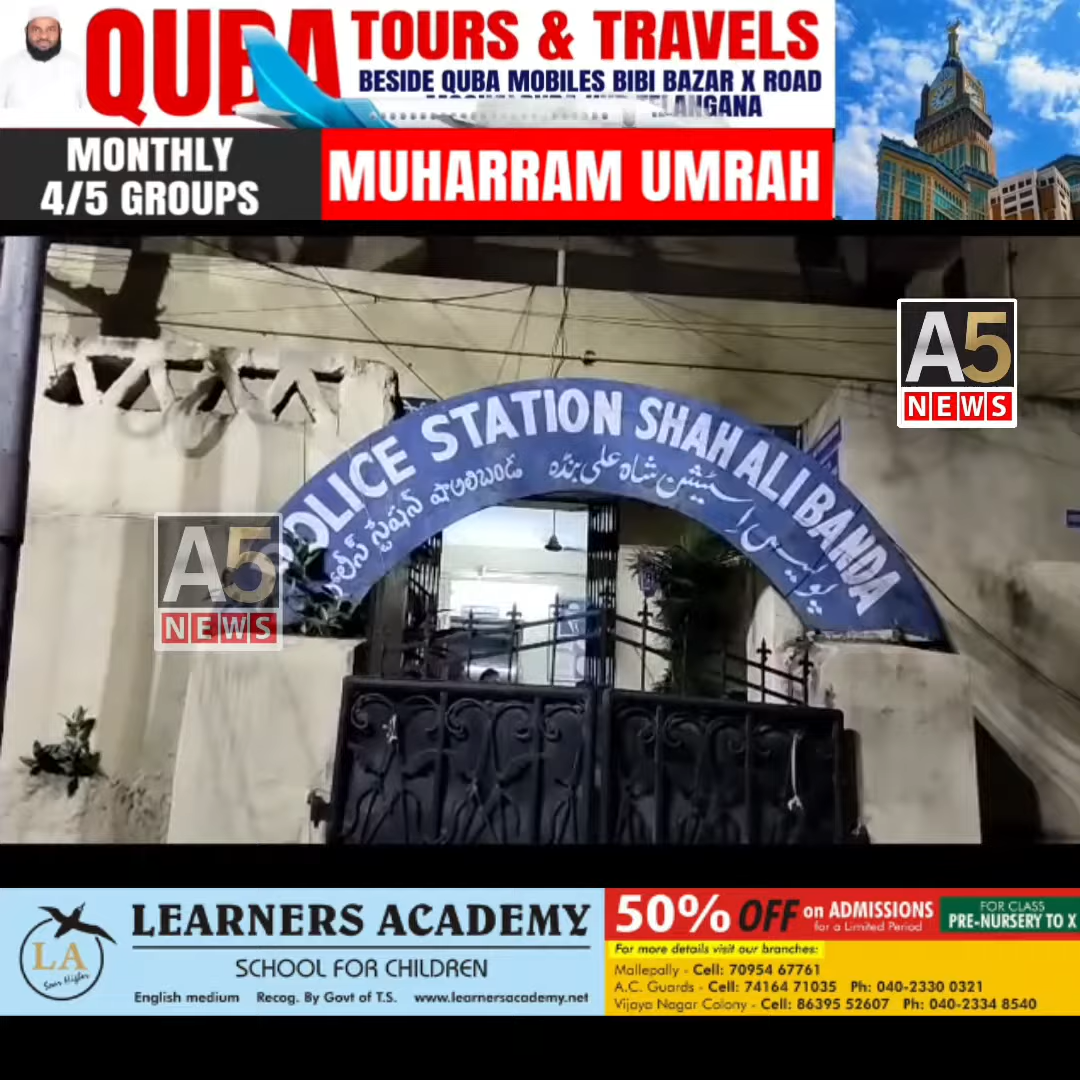 QUBA
TOURS & TRAVELS
BESIDE QUBA MOBILES BIBI BAZAR X ROAD
TELANGANA
MONTHLY
4/5 GROUPS
MUHARRAM UMRAH
A5
NEWS
POLICE STATION SHAH ALI BANDA
పోలీస్ స్టేషన్ షాఅలిబండ
پولیس اسٹیشن شاہ علی بنڈہ
A5
NEWS
LA
Soar Higher
LEARNERS ACADEMY
SCHOOL FOR CHILDREN
English medium Recog. By Govt of T.S. www.learnersacademy.net
50% OFF on ADMISSIONS
for a Limited Period
FOR CLASS
PRE-NURSERY TO X
For more details visit our branches:
Mallepally - Cell: 70954 67761
A.C. Guards - Cell: 74164 71035 Ph: 040-2330 0321
Vijaya Nagar Colony - Cell: 86395 52607 Ph: 040-2334 8540